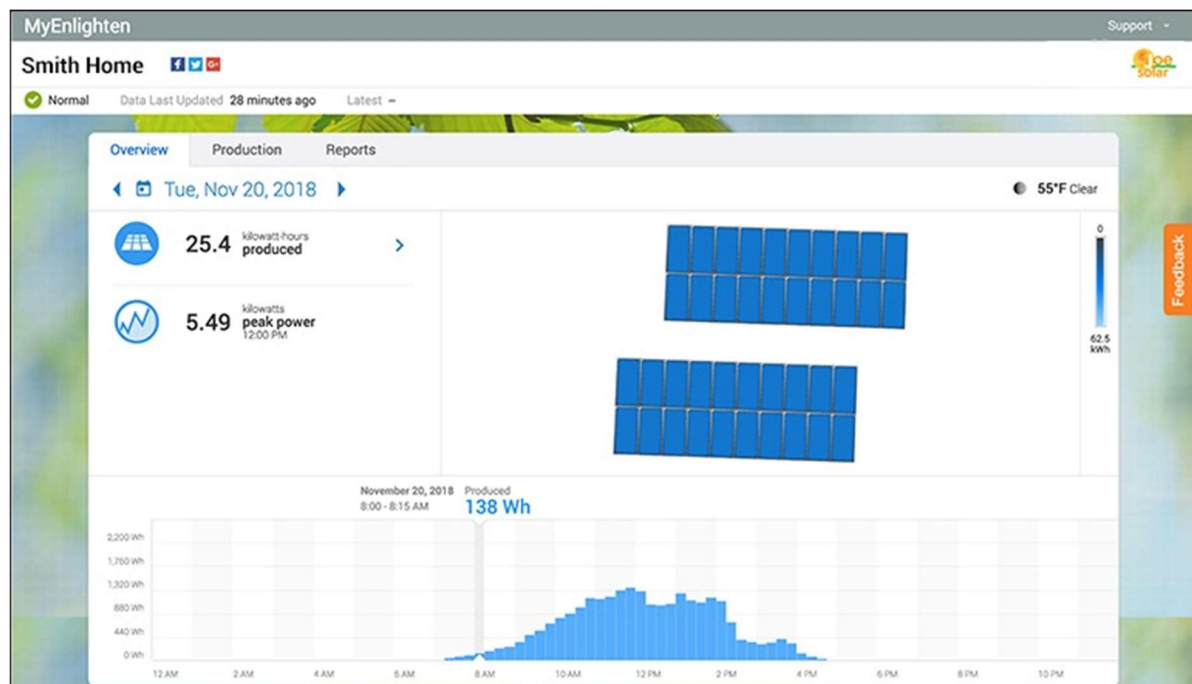 MyEnlighten
Support
Smith Home
f G+
oe solar
Normal Data Last Updated 28 minutes ago Latest –
Overview Production Reports
Tue, Nov 20, 2018
55°F Clear
25.4 kilowatt-hours produced
5.49 kilowatts peak power 12:00 PM
0
62.5 kWh
Feedback
November 20, 2018
8:00 - 8:15 AM
Produced
138 Wh
2,200 Wh
1,760 Wh
1,320 Wh
880 Wh
440 Wh
0 Wh
12 AM 2 AM 4 AM 6 AM 8 AM 10 AM 12 PM 2 PM 4 PM 6 PM 8 PM 10 PM